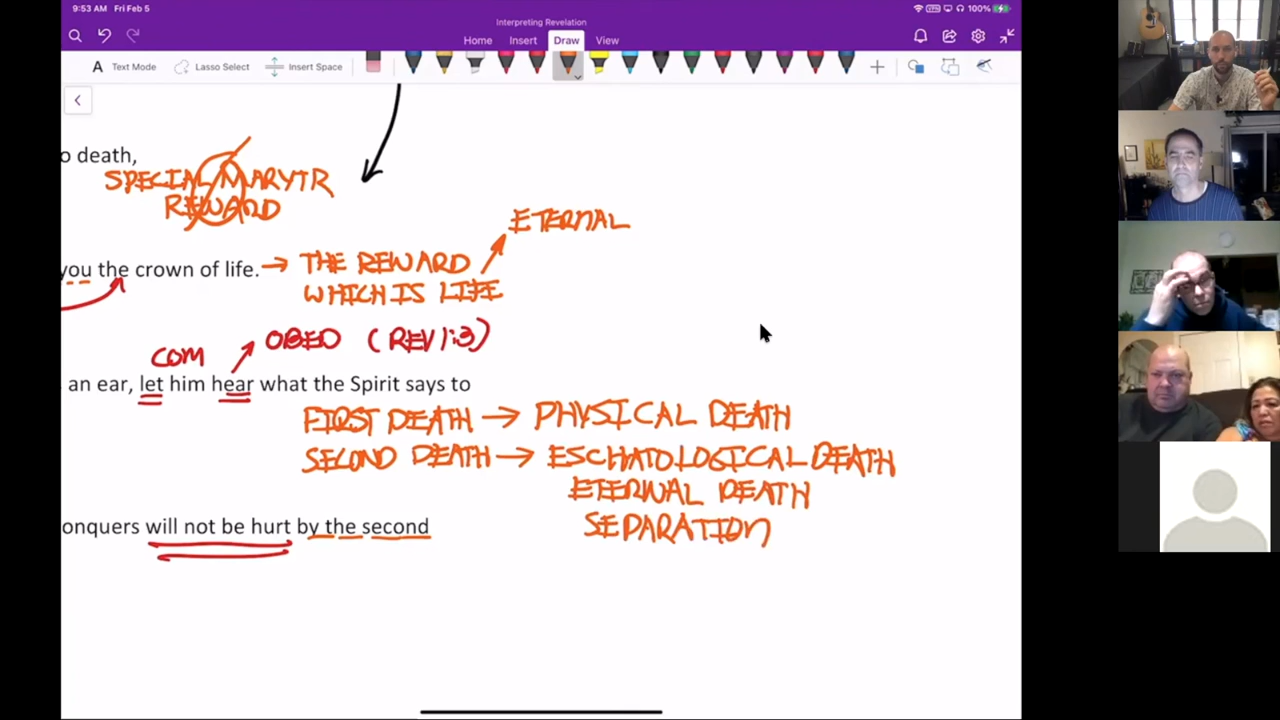 9:53 AM Fri Feb 5
VPN
100%
Interpreting Revelation
Home Insert Draw View
Text Mode Lasso Select Insert Space
o death,
SPECIAL MARYTR
REWARD
ETERNAL
you the crown of life. → THE REWARD
WHICH IS LIFE
COM OBED (REV 1:3)
an ear, let him hear what the Spirit says to
FIRST DEATH → PHYSICAL DEATH
SECOND DEATH → ESCHATOLOGICAL DEATH
ETERNAL DEATH
SEPARATION
onquers will not be hurt by the second